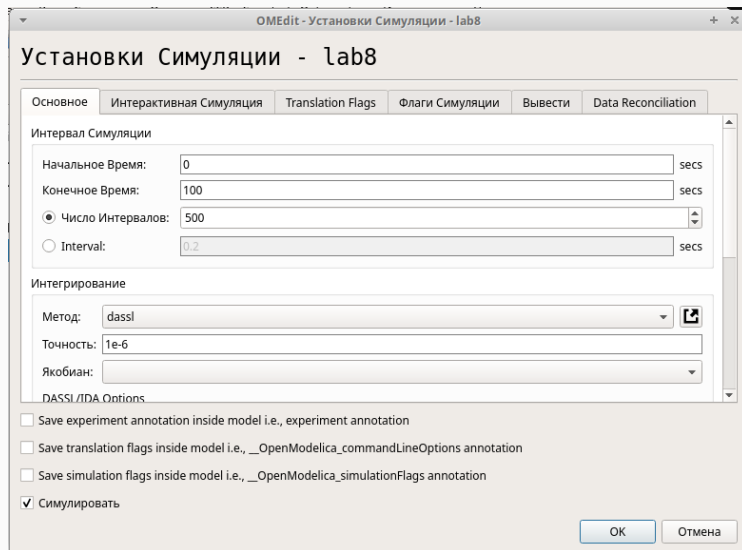 OMEdit - Установки Симуляции - lab8
Установки Симуляции - lab8
Основное Интерактивная Симуляция Translation Flags Флаги Симуляции Вывести Data Reconciliation
Интервал Симуляции
Начальное Время: 0 secs
Конечное Время: 100 secs
Число Интервалов: 500
Interval: 0.2 secs
Интегрирование
Метод: dassl
Точность: 1e-6
Якобиан:
DASSL/IDA Options
Save experiment annotation inside model i.e., experiment annotation
Save translation flags inside model i.e., __OpenModelica_commandLineOptions annotation
Save simulation flags inside model i.e., __OpenModelica_simulationFlags annotation
Симулировать
OK Отмена